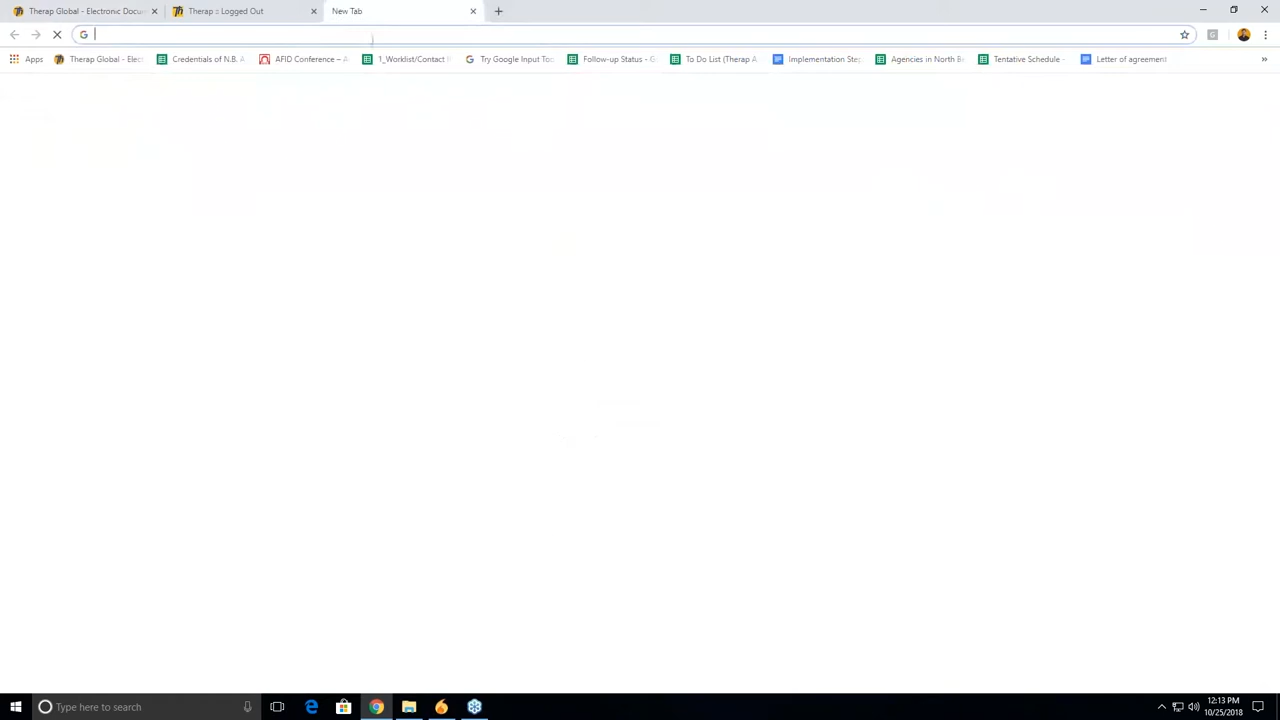 Therap Global - Electronic Docu
Therap :: Logged Out
New Tab
Apps
Therap Global - Elect
Credentials of N.B. A
AFID Conference – A
1_Worklist/Contact I
Try Google Input Too
Follow-up Status - G
To Do List (Therap A
Implementation Step
Agencies in North B
Tentative Schedule -
Letter of agreement
»
Type here to search
12:13 PM
10/25/2018